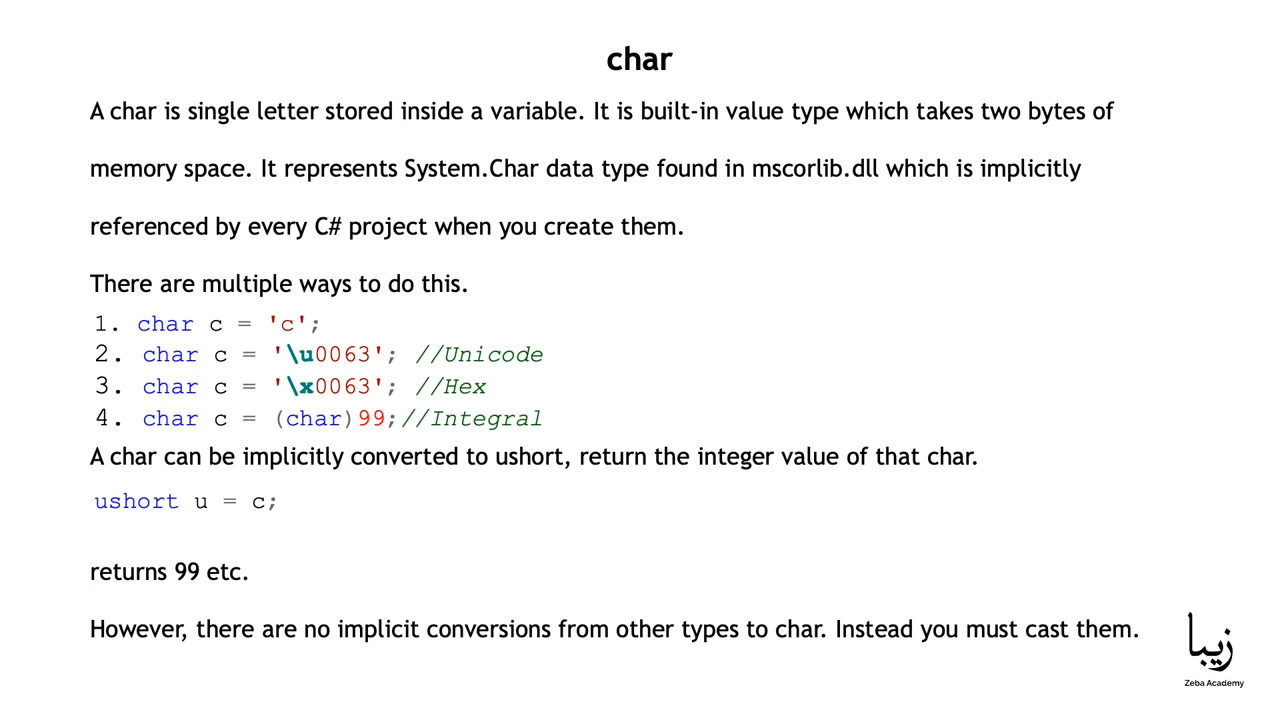 char
A char is single letter stored inside a variable. It is built-in value type which takes two bytes of
memory space. It represents System.Char data type found in mscorlib.dll which is implicitly
referenced by every C# project when you create them.
There are multiple ways to do this.
1. char c = 'c';
2. char c = '\u0063'; //Unicode
3. char c = '\x0063'; //Hex
4. char c = (char)99;//Integral
A char can be implicitly converted to ushort, return the integer value of that char.
ushort u = c;
returns 99 etc.
However, there are no implicit conversions from other types to char. Instead you must cast them.
زیبا
Zeba Academy